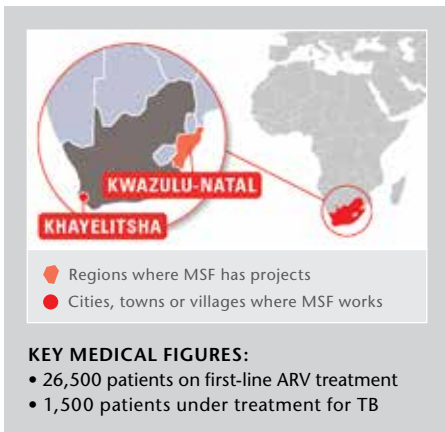 KWAZULU-NATAL
KHAYELITSHA
Regions where MSF has projects
Cities, towns or villages where MSF works
KEY MEDICAL FIGURES:
• 26,500 patients on first-line ARV treatment
• 1,500 patients under treatment for TB